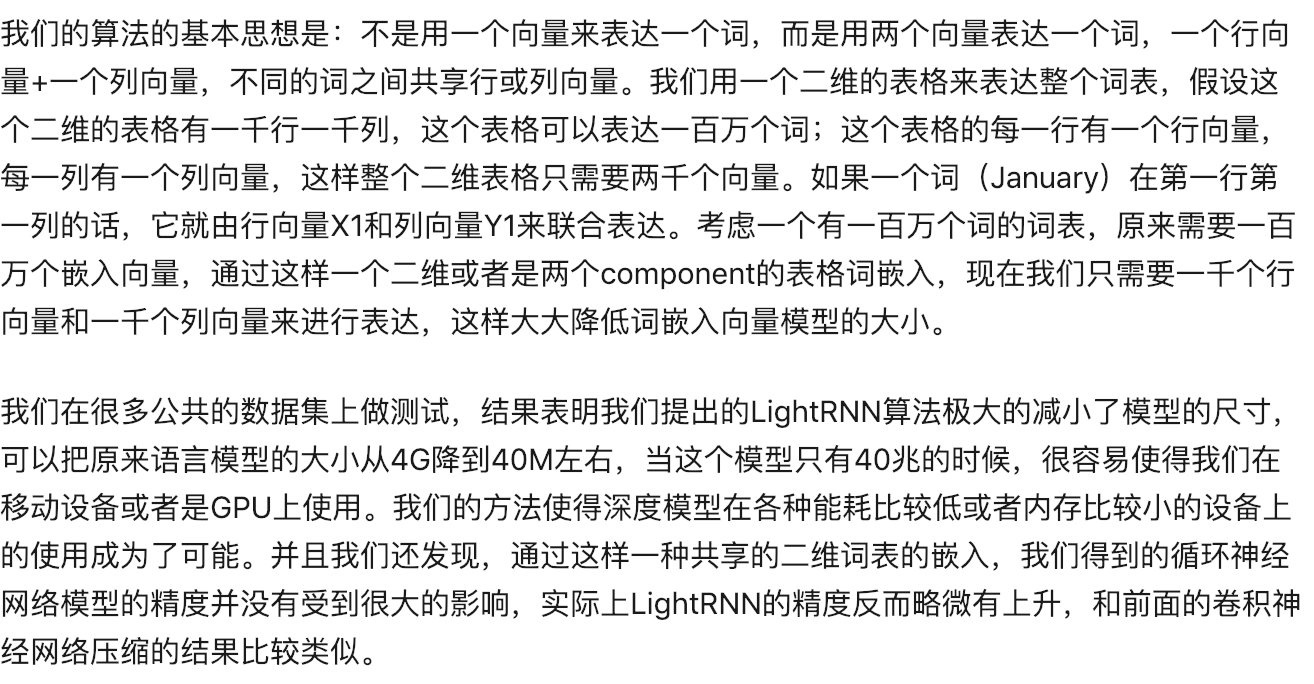 我们的算法的基本思想是：不是用一个向量来表达一个词，而是用两个向量表达一个词，一个行向
量+一个列向量，不同的词之间共享行或列向量。我们用一个二维的表格来表达整个词表，假设这
个二维的表格有一千行一千列，这个表格可以表达一百万个词；这个表格的每一行有一个行向量，
每一列有一个列向量，这样整个二维表格只需要两千个向量。如果一个词（January）在第一行第
一列的话，它就由行向量X1和列向量Y1来联合表达。考虑一个有一百万个词的词表，原来需要一百
万个嵌入向量，通过这样一个二维或者是两个component的表格词嵌入，现在我们只需要一千个行
向量和一千个列向量来进行表达，这样大大降低词嵌入向量模型的大小。
我们在很多公共的数据集上做测试，结果表明我们提出的LightRNN算法极大的减小了模型的尺寸，
可以把原来语言模型的大小从4G降到40M左右，当这个模型只有40兆的时候，很容易使得我们在
移动设备或者是GPU上使用。我们的方法使得深度模型在各种能耗比较低或者内存比较小的设备上
的使用成为了可能。并且我们还发现，通过这样一种共享的二维词表的嵌入，我们得到的循环神经
网络模型的精度并没有受到很大的影响，实际上LightRNN的精度反而略微有上升，和前面的卷积神
经网络压缩的结果比较类似。